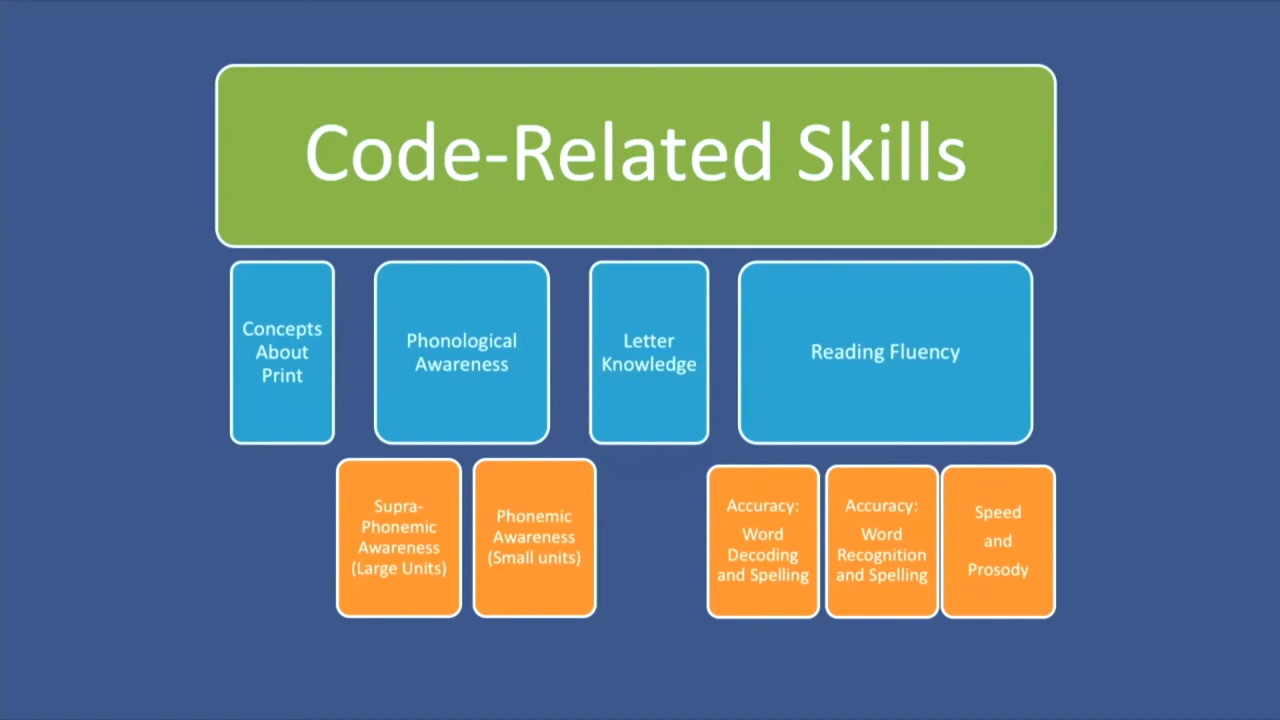 Code-Related Skills
Concepts
About
Print
Phonological
Awareness
Letter
Knowledge
Reading Fluency
Supra-
Phonemic
Awareness
(Large Units)
Phonemic
Awareness
(Small units)
Accuracy:
Word
Decoding
and Spelling
Accuracy:
Word
Recognition
and Spelling
Speed
and
Prosody